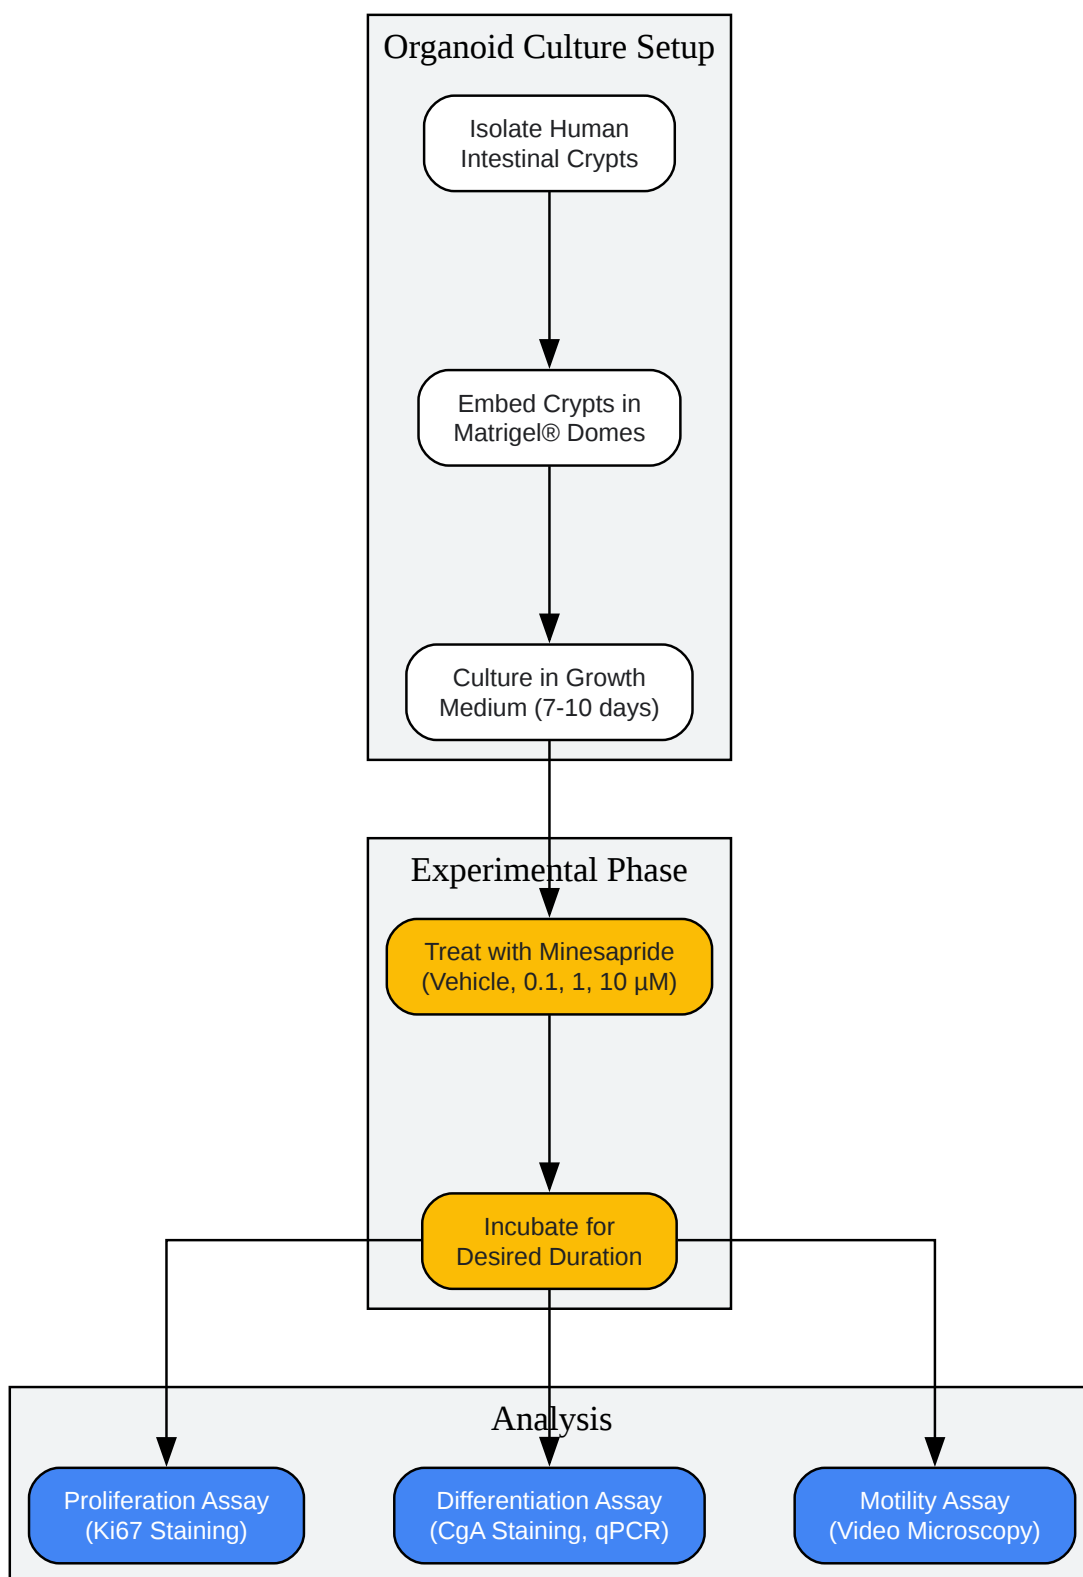 Organoid Culture Setup
Isolate Human
Intestinal Crypts
Embed Crypts in
Matrigel® Domes
Culture in Growth
Medium (7-10 days)
Experimental Phase
Treat with Minesapride
(Vehicle, 0.1, 1, 10 µM)
Incubate for
Desired Duration
Analysis
Proliferation Assay
(Ki67 Staining)
Differentiation Assay
(CgA Staining, qPCR)
Motility Assay
(Video Microscopy)